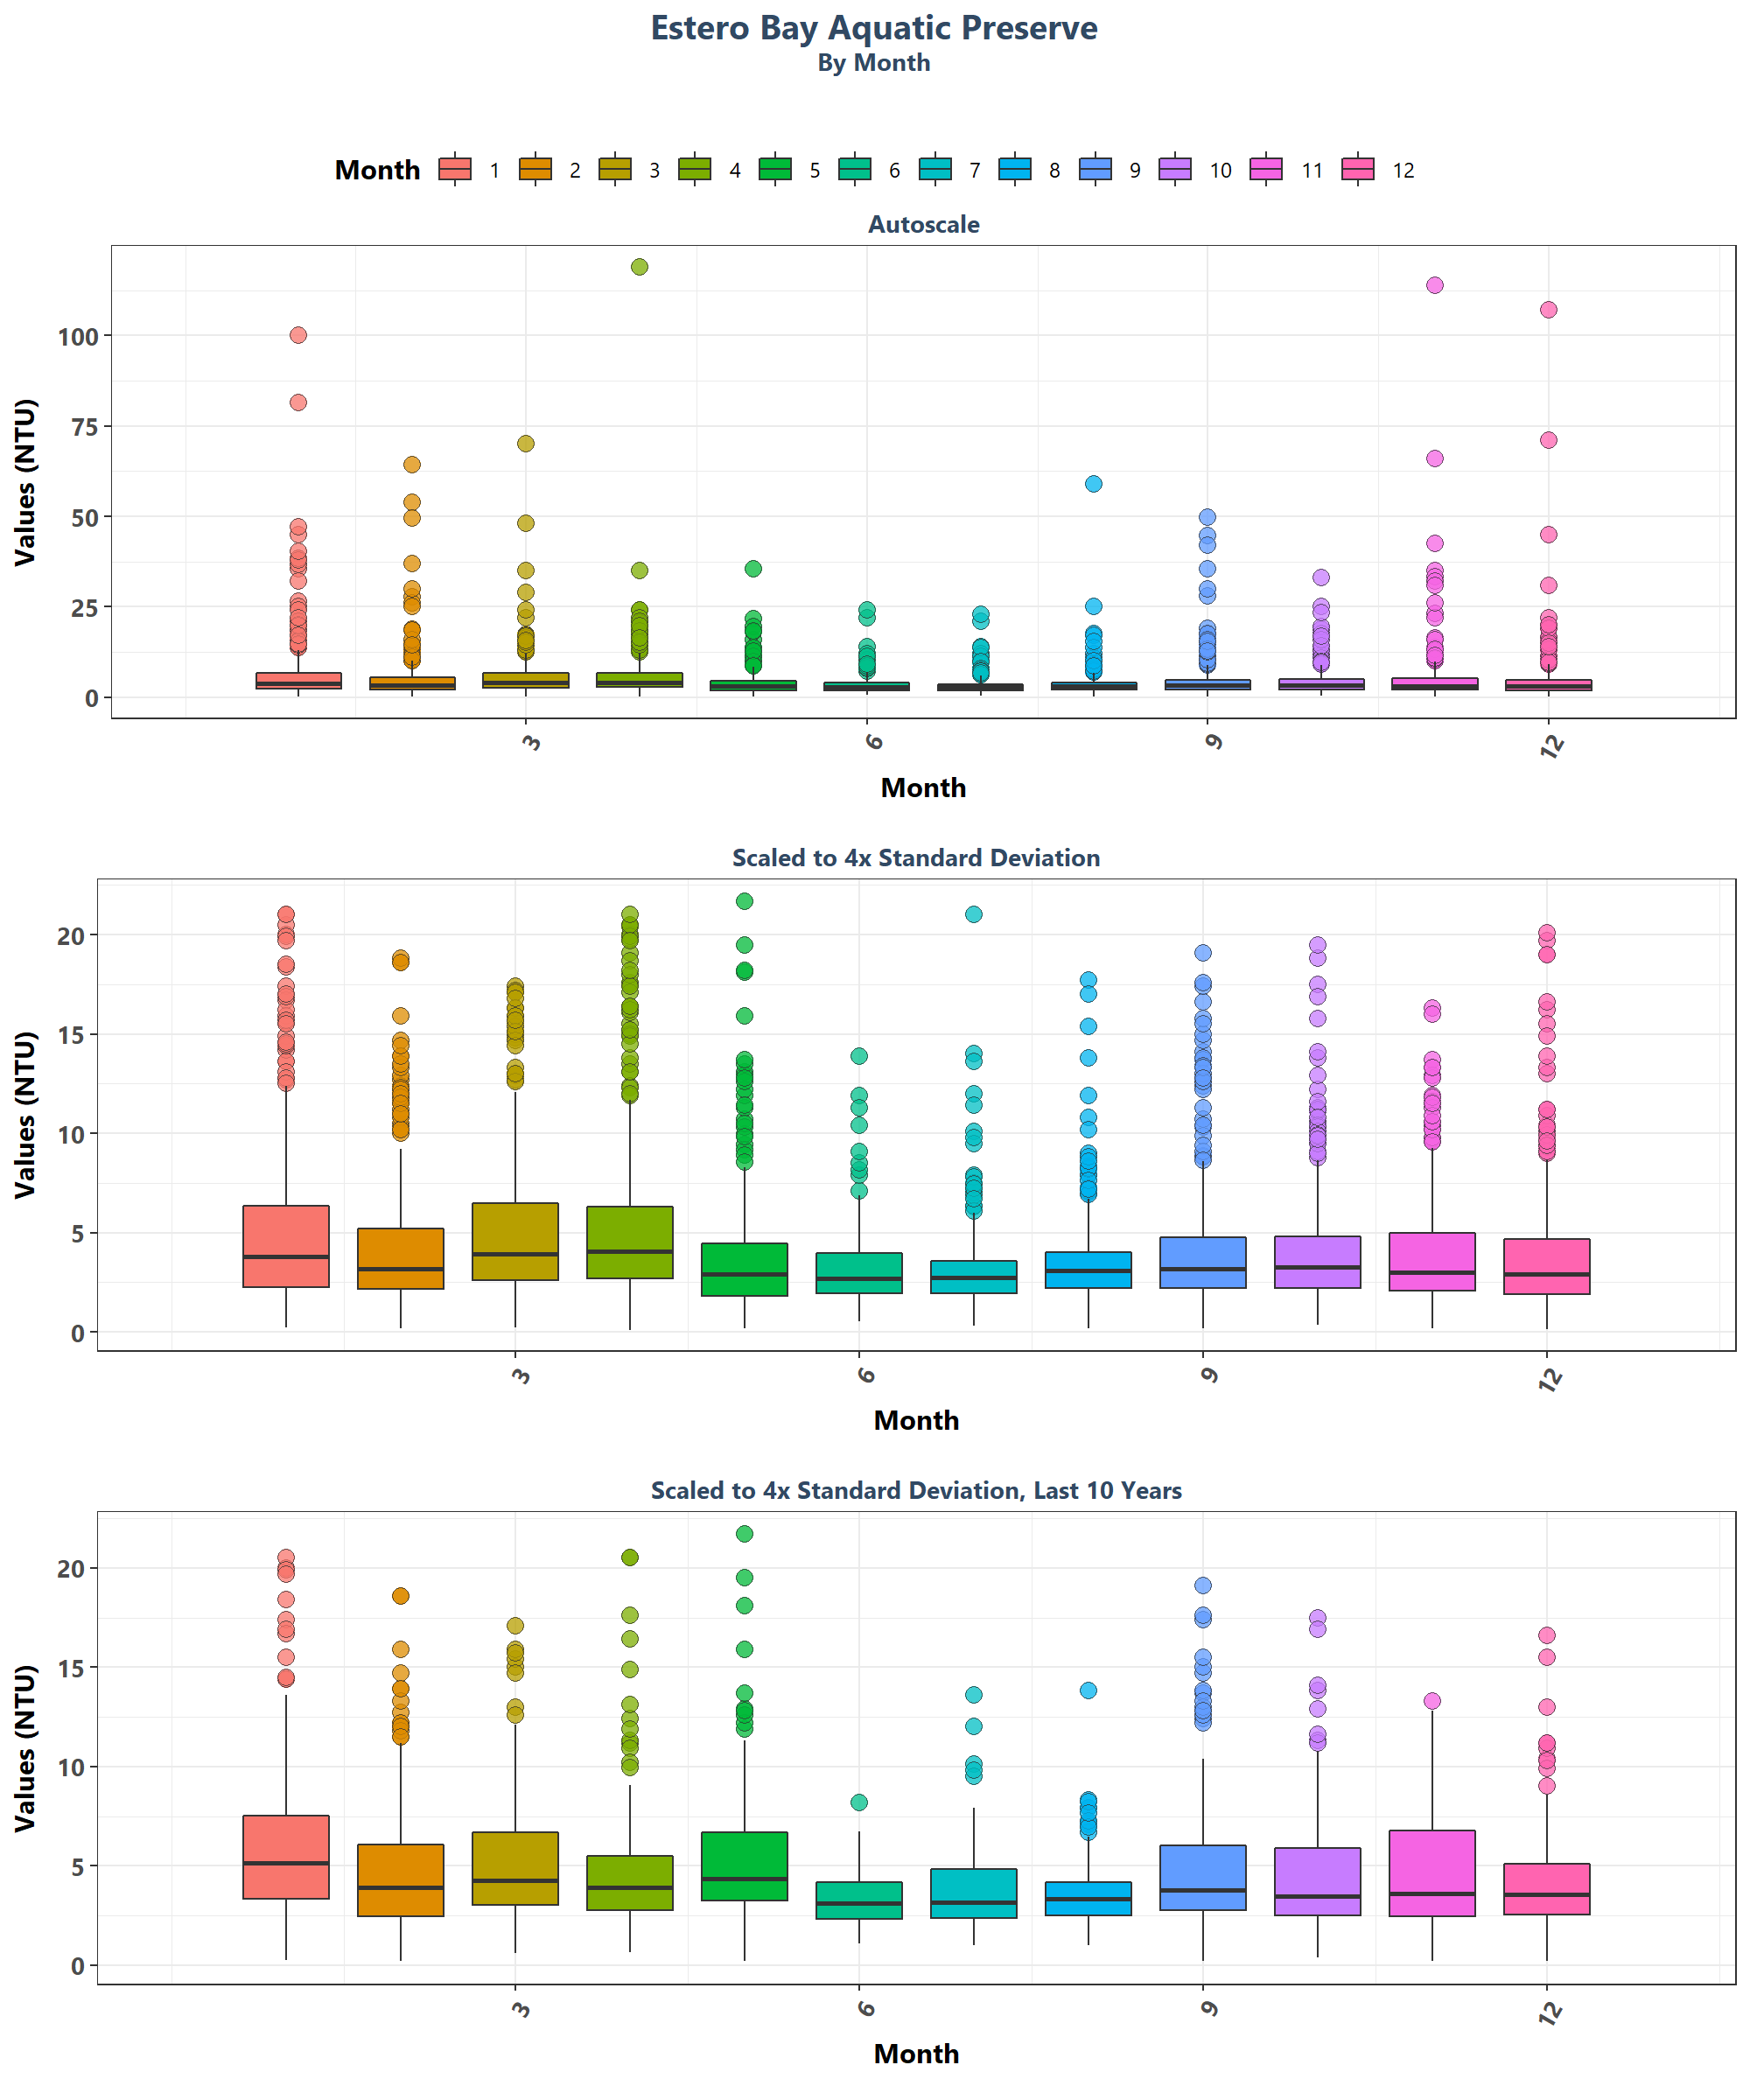 Estero Bay Aquatic Preserve
By Month
Month 1 2 3 4 5 6 7 8 9 10 11 12
Autoscale
Values (NTU)
100
75
50
25
0
3 6 9 12
Month
Scaled to 4x Standard Deviation
Values (NTU)
20
15
10
5
0
3 6 9 12
Month
Scaled to 4x Standard Deviation, Last 10 Years
Values (NTU)
20
15
10
5
0
3 6 9 12
Month